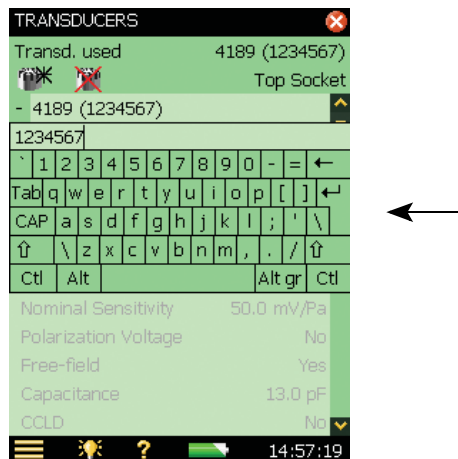 TRANSDUCERS
Transd. used 4189 (1234567)
Top Socket
- 4189 (1234567)
1234567
` 1 2 3 4 5 6 7 8 9 0 - = ←
Tab q w e r t y u i o p [ ] ↵
CAP a s d f g h j k l ; ' \
⇧ \ z x c v b n m , . / ⇧
Ctl Alt Alt gr Ctl
Nominal Sensitivity 50.0 mV/Pa
Polarization Voltage No
Free-field Yes
Capacitance 13.0 pF
CCLD No
? 14:57:19